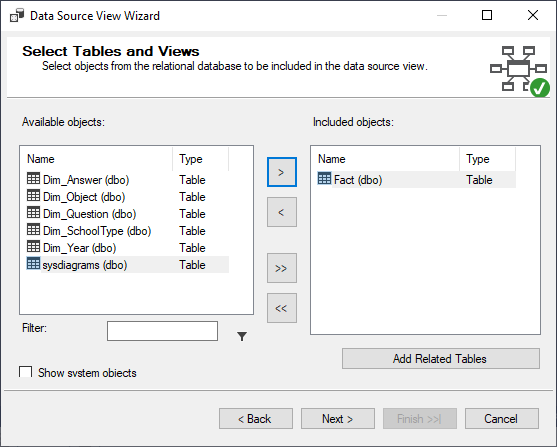 Data Source View Wizard
Select Tables and Views
Select objects from the relational database to be included in the data source view.
Available objects:
Name Type
Dim_Answer (dbo) Table
Dim_Object (dbo) Table
Dim_Question (dbo) Table
Dim_SchoolType (dbo) Table
Dim_Year (dbo) Table
sysdiagrams (dbo) Table
Filter:
Show system objects
>
<
>>
<<
Included objects:
Name Type
Fact (dbo) Table
Add Related Tables
< Back Next > Finish >>| Cancel